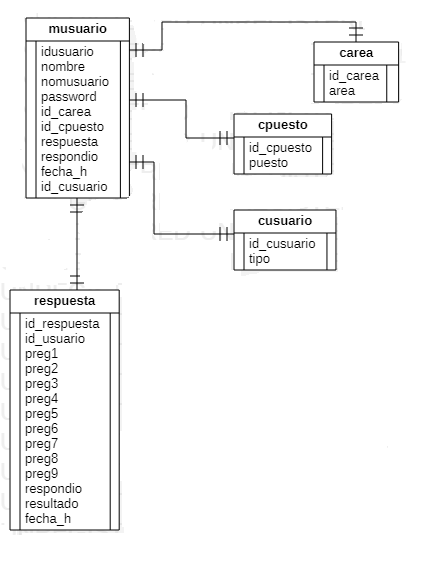 musuario
idusuario
nombre
nomusuario
password
id_carea
id_cpuesto
respuesta
respondio
fecha_h
id_cusuario
carea
id_carea
area
cpuesto
id_cpuesto
puesto
cusuario
id_cusuario
tipo
respuesta
id_respuesta
id_usuario
preg1
preg2
preg3
preg4
preg5
preg6
preg7
preg8
preg9
respondio
resultado
fecha_h